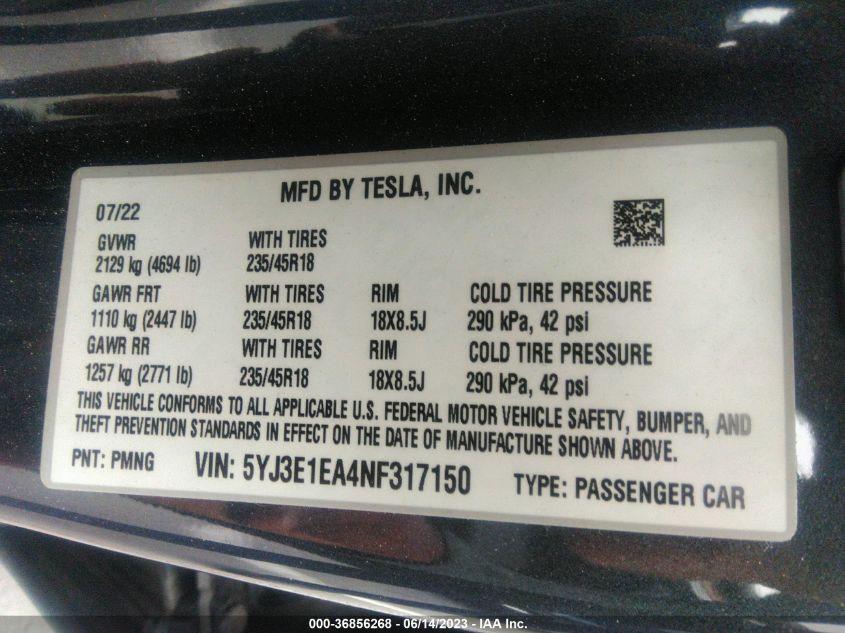 MFD BY TESLA, INC.
07/22
GVWR WITH TIRES
2129 kg (4694 lb) 235/45R18
GAWR FRT WITH TIRES RIM COLD TIRE PRESSURE
1110 kg (2447 lb) 235/45R18 18X8.5J 290 kPa, 42 psi
GAWR RR WITH TIRES RIM COLD TIRE PRESSURE
1257 kg (2771 lb) 235/45R18 18X8.5J 290 kPa, 42 psi
THIS VEHICLE CONFORMS TO ALL APPLICABLE U.S. FEDERAL MOTOR VEHICLE SAFETY, BUMPER, AND
THEFT PREVENTION STANDARDS IN EFFECT ON THE DATE OF MANUFACTURE SHOWN ABOVE.
PNT: PMNG VIN: 5YJ3E1EA4NF317150 TYPE: PASSENGER CAR
000-36856268 - 06/14/2023 - IAA Inc.